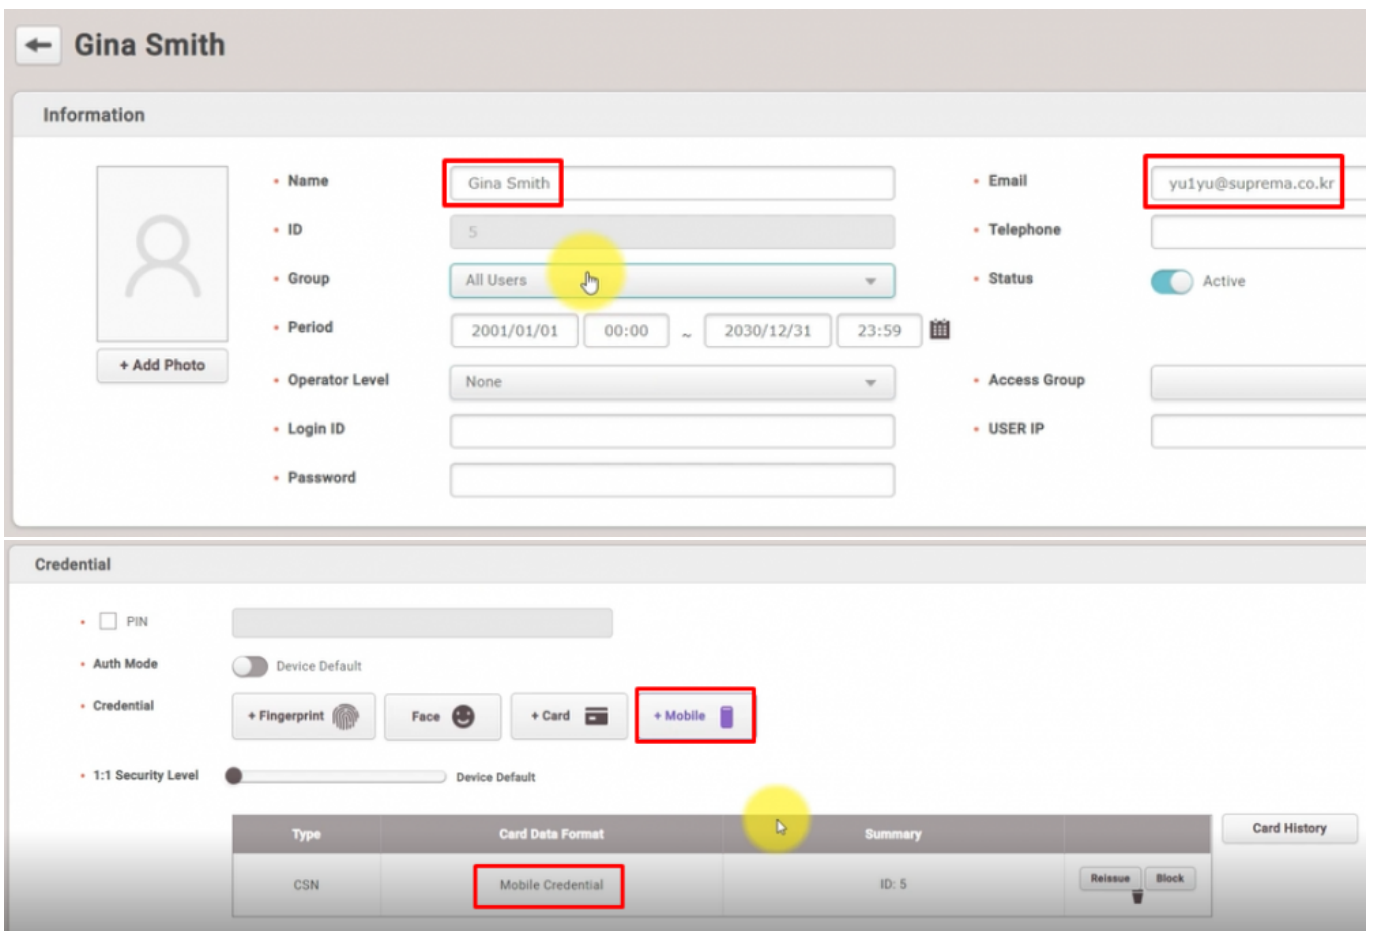 Gina Smith
Information
Name
Gina Smith
Email
yu1yu@suprema.co.kr
ID
5
Telephone
Group
All Users
Status
Active
Period
2001/01/01 00:00 ~ 2030/12/31 23:59
+ Add Photo
Operator Level
None
Access Group
Login ID
USER IP
Password
Credential
PIN
Auth Mode
Device Default
Credential
+ Fingerprint
Face
+ Card
+ Mobile
1:1 Security Level
Device Default
Type Card Data Format Summary
Card History
CSN Mobile Credential ID: 5
Reissue Block